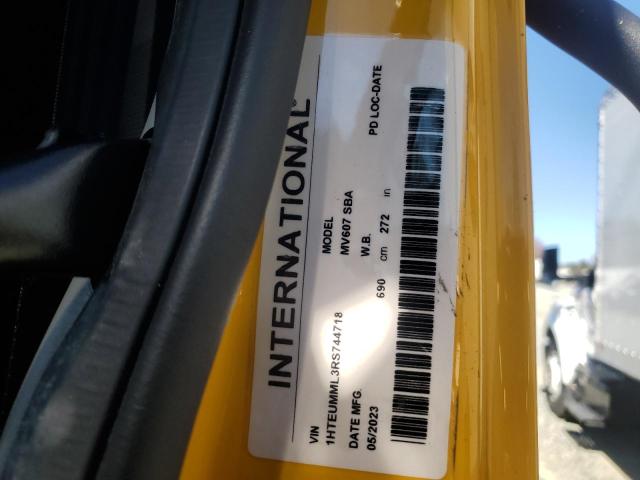 INTERNATIONAL®
VIN
1HTEUMML3RS744718
MODEL
MV607 SBA
DATE MFG.
05/2023
W.B.
690 cm 272 in
PD LOC-DATE